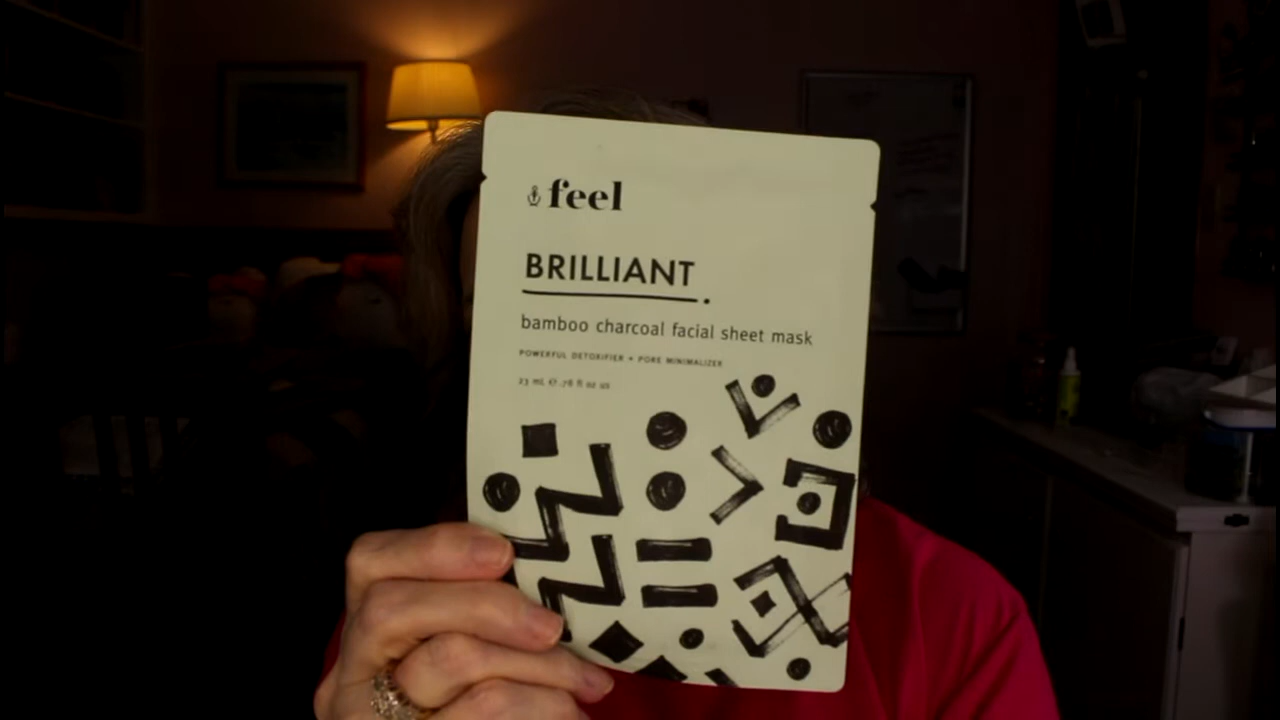 feel
BRILLIANT.
bamboo charcoal facial sheet mask
POWERFUL DETOXIFIER + PORE MINIMALIZER
23 mL ℮ .78 fl oz us